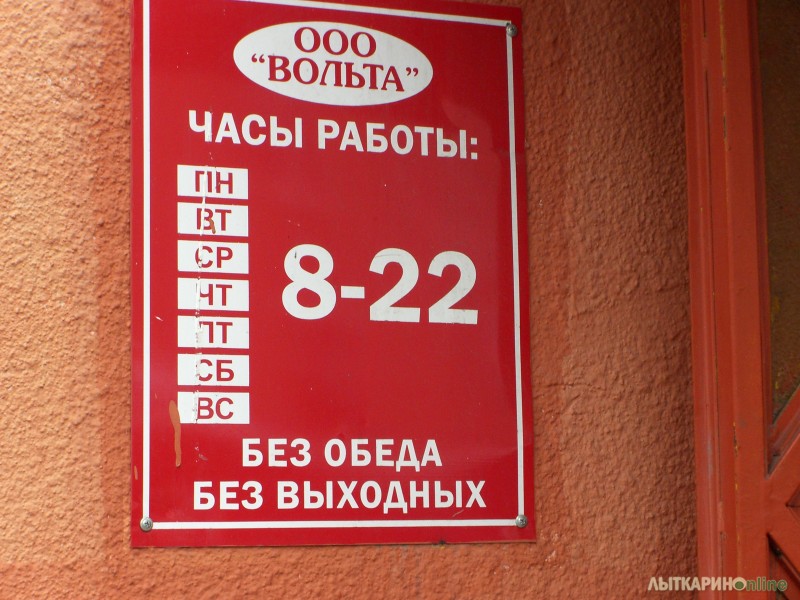 ООО
"ВОЛЬТА"
ЧАСЫ РАБОТЫ:
ПН
ВТ
СР
ЧТ
ПТ
СБ
ВС
8-22
БЕЗ ОБЕДА
БЕЗ ВЫХОДНЫХ
ЛЫТКАРИНОonline